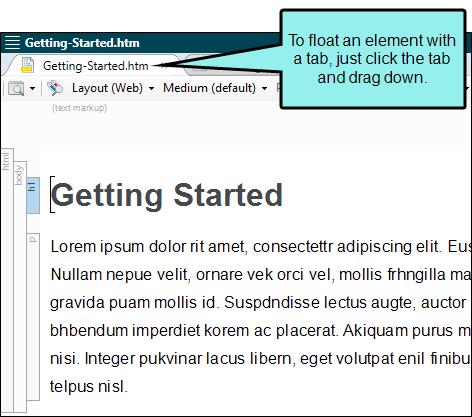 Getting-Started.htm
To float an element with
a tab, just click the tab
and drag down.
Getting-Started.htm
Layout (Web)
Medium (default)
(text markup)
html
body
h1
Getting Started
p
Lorem ipsum dolor rit amet, consectettr adipiscing elit. Eus
Nullam nepue velit, ornare vek orci vel, mollis frhngilla ma
gravida puam mollis id. Suspdndisse lectus augte, auctor
bhbendum imperdiet korem ac placerat. Akiquam purus m
nisi. Integer pukvinar lacus libern, eget volutpat enil finibu
telpus nisl.